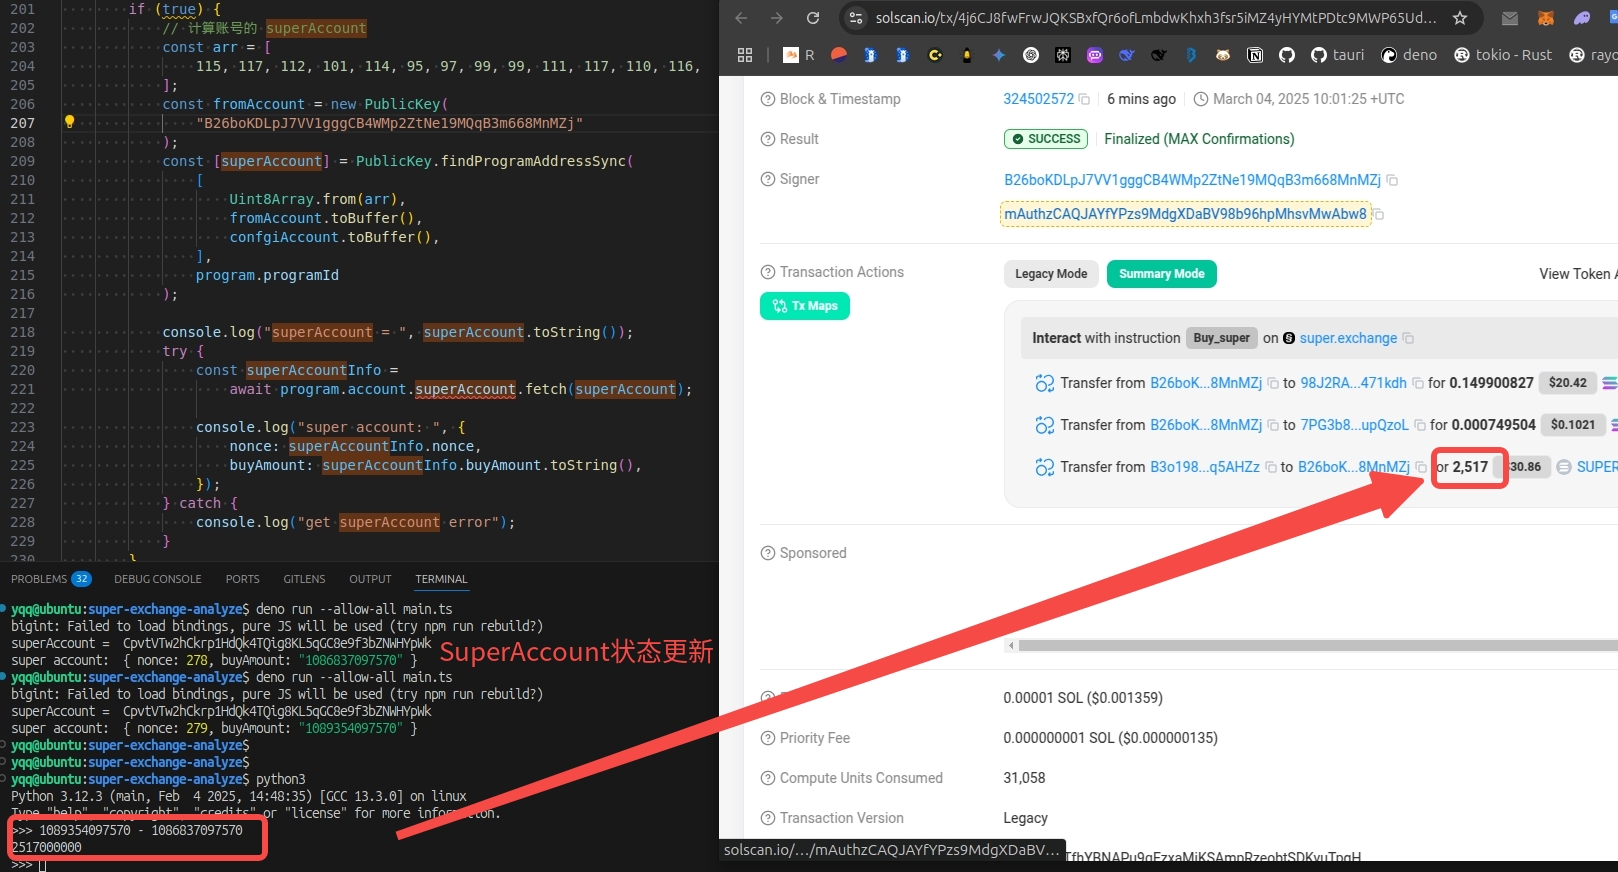 201 if (true) {
202 // 计算账号的 superAccount
203 const arr = [
204 115, 117, 112, 101, 114, 95, 97, 99, 99, 111, 117, 110, 116,
205 ];
206 const fromAccount = new PublicKey(
207 "B26boKDLpJ7VV1gggCB4WMp2ZtNe19MQqB3m668MnMZj"
208 );
209 const [superAccount] = PublicKey.findProgramAddressSync(
210 [
211 Uint8Array.from(arr),
212 fromAccount.toBuffer(),
213 confgiAccount.toBuffer(),
214 ],
215 program.programId
216 );
217
218 console.log("superAccount = ", superAccount.toString());
219 try {
220 const superAccountInfo =
221 await program.account.superAccount.fetch(superAccount);
222
223 console.log("super account: ", {
224 nonce: superAccountInfo.nonce,
225 buyAmount: superAccountInfo.buyAmount.toString(),
226 });
227 } catch {
228 console.log("get superAccount error");
229 }
230 }
PROBLEMS 32 DEBUG CONSOLE PORTS GITLENS OUTPUT TERMINAL
yqq@ubuntu:super-exchange-analyze$ deno run --allow-all main.ts
bigint: Failed to load bindings, pure JS will be used (try npm run rebuild?)
superAccount = CpvtVTw2hCkrp1HdQk4TQig8KL5qGC8e9f3bZNWHYpWk
super account: { nonce: 278, buyAmount: "1086837097570" }
SuperAccount状态更新
yqq@ubuntu:super-exchange-analyze$ deno run --allow-all main.ts
bigint: Failed to load bindings, pure JS will be used (try npm run rebuild?)
superAccount = CpvtVTw2hCkrp1HdQk4TQig8KL5qGC8e9f3bZNWHYpWk
super account: { nonce: 279, buyAmount: "1089354097570" }
yqq@ubuntu:super-exchange-analyze$
yqq@ubuntu:super-exchange-analyze$
yqq@ubuntu:super-exchange-analyze$ python3
Python 3.12.3 (main, Feb 4 2025, 14:48:35) [GCC 13.3.0] on linux
Type "help", "copyright", "credits" or "license" for more information.
>>> 1089354097570 - 1086837097570
2517000000
>>>
solscan.io/tx/4j6CJ8fwFrwJQKSBxfQr6ofLmbdwKhxh3fsr5iMZ4yHYMtPDtc9MWP65Ud...
R tauri deno tokio - Rust rayo
Block & Timestamp 324502572 6 mins ago March 04, 2025 10:01:25 +UTC
Result SUCCESS Finalized (MAX Confirmations)
Signer B26boKDLpJ7VV1gggCB4WMp2ZtNe19MQqB3m668MnMZj
mAuthzCAQJAYfYPzs9MdgXDaBV98b96hpMhsvMwAbw8
Transaction Actions Legacy Mode Summary Mode View Token
Tx Maps
Interact with instruction Buy_super on super.exchange
Transfer from B26boK...8MnMZj to 98J2RA...471kdh for 0.149900827 $20.42
Transfer from B26boK...8MnMZj to 7PG3b8...upQzoL for 0.000749504 $0.1021
Transfer from B3o198...q5AHZz to B26boK...8MnMZj or 2,517 30.86 SUPER
Sponsored
0.00001 SOL ($0.001359)
Priority Fee 0.000000001 SOL ($0.000000135)
Compute Units Consumed 31,058
Transaction Version Legacy
solscan.io/.../mAuthzCAQJAYfYPzs9MdgXDaBV...